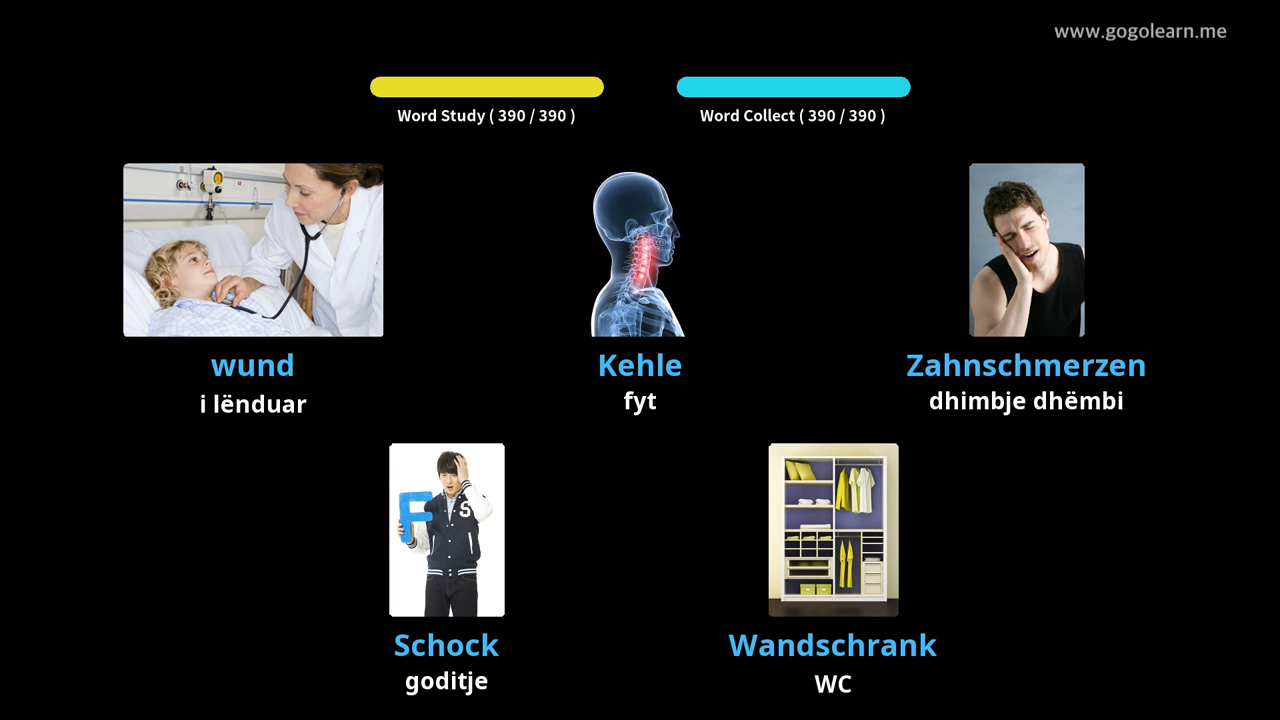 www.gogolearn.me
Word Study ( 390 / 390 )
Word Collect ( 390 / 390 )
wund
i lënduar
Kehle
fyt
Zahnschmerzen
dhimbje dhëmbi
F
S
Schock
goditje
Wandschrank
WC